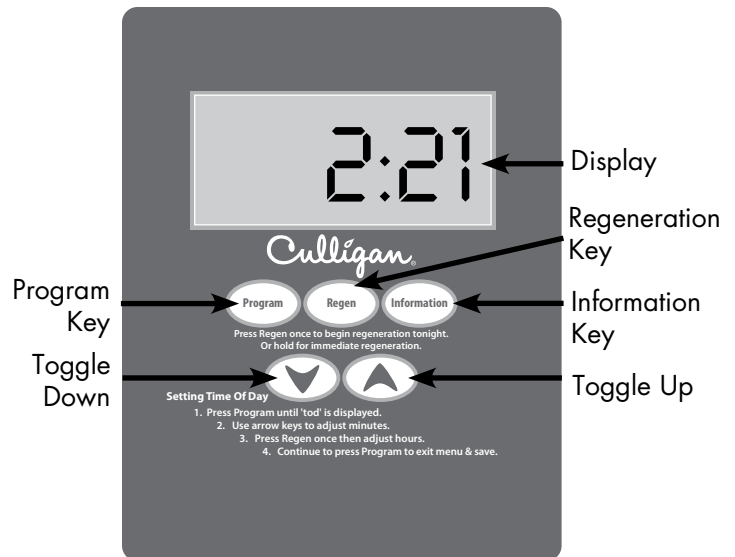 2:21
Display
Culligan®
Regeneration
Key
Program
Key
Program
Regen
Information
Information
Key
Press Regen once to begin regeneration tonight.
Or hold for immediate regeneration.
Toggle
Down
Toggle Up
Setting Time Of Day
1. Press Program until 'tod' is displayed.
2. Use arrow keys to adjust minutes.
3. Press Regen once then adjust hours.
4. Continue to press Program to exit menu & save.